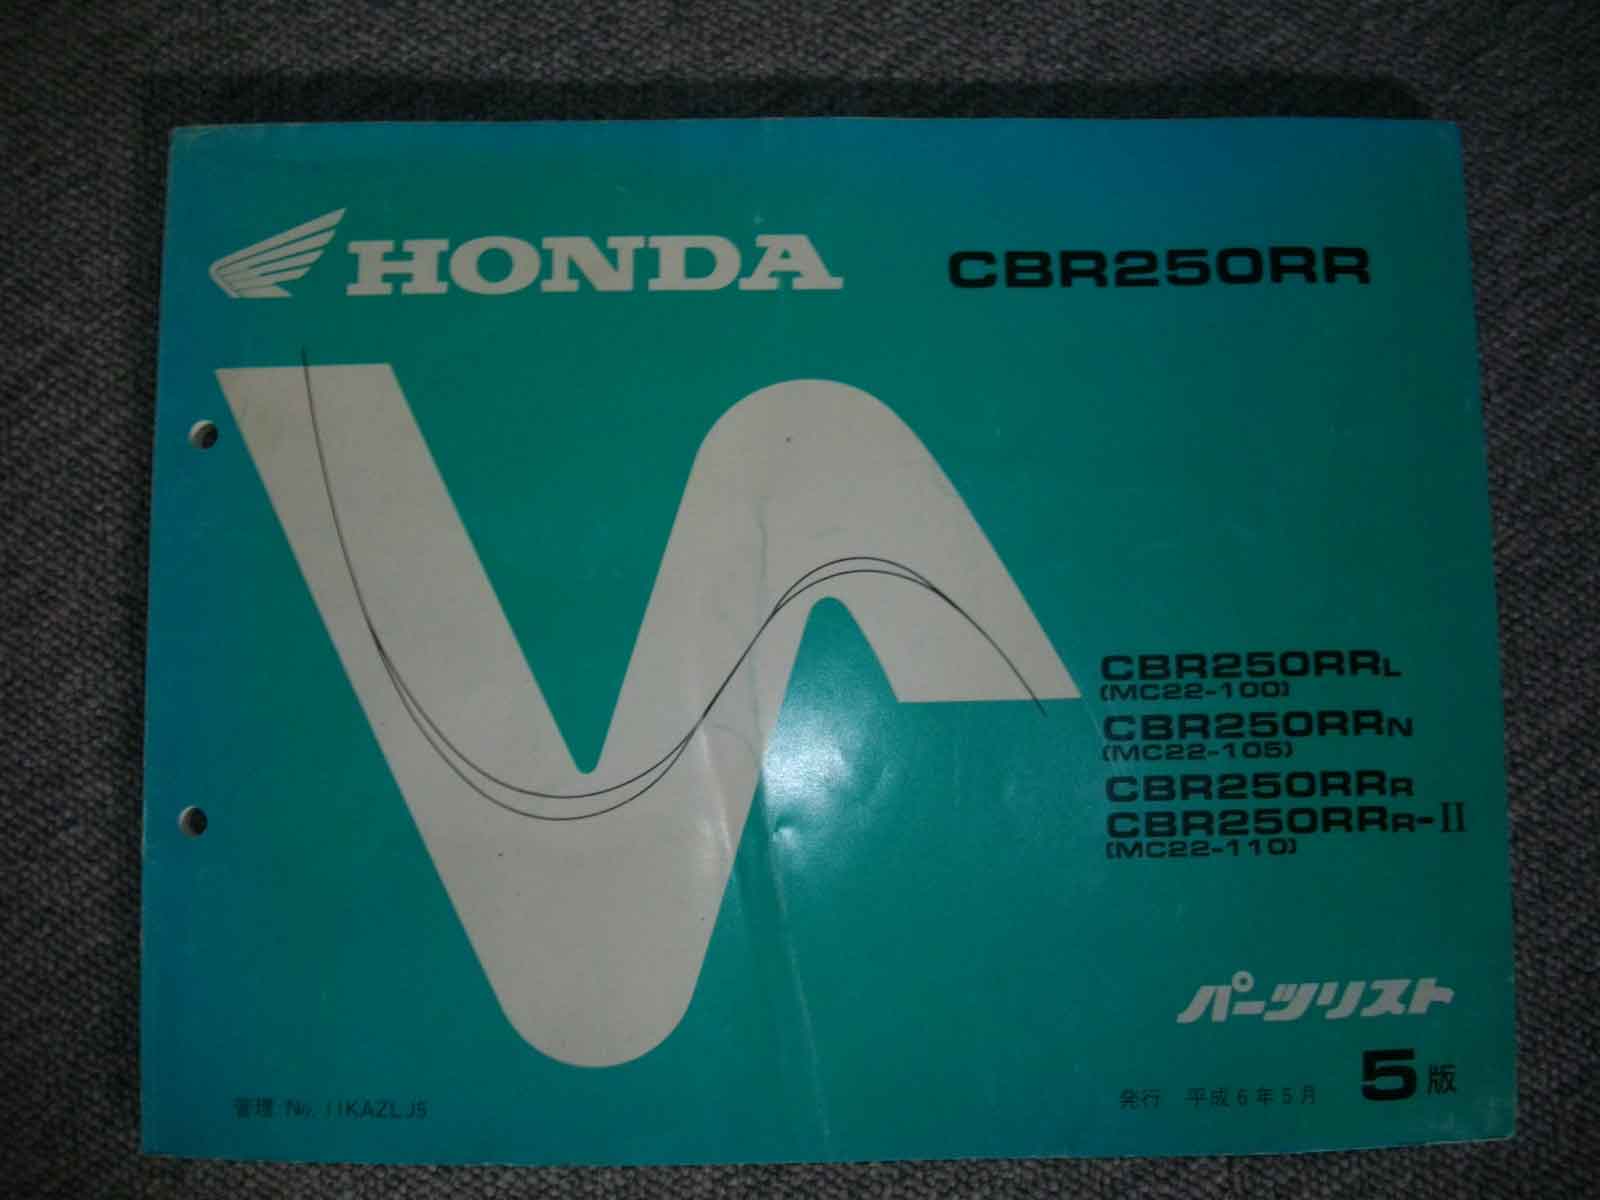 HONDA
CBR250RR
CBR250RRL
(MC22-100)
CBR250RRN
(MC22-105)
CBR250RRR
CBR250RRR-II
(MC22-110)
パーツリスト
管理 No. 11KAZLJ5
発行 平成6年5月 5版